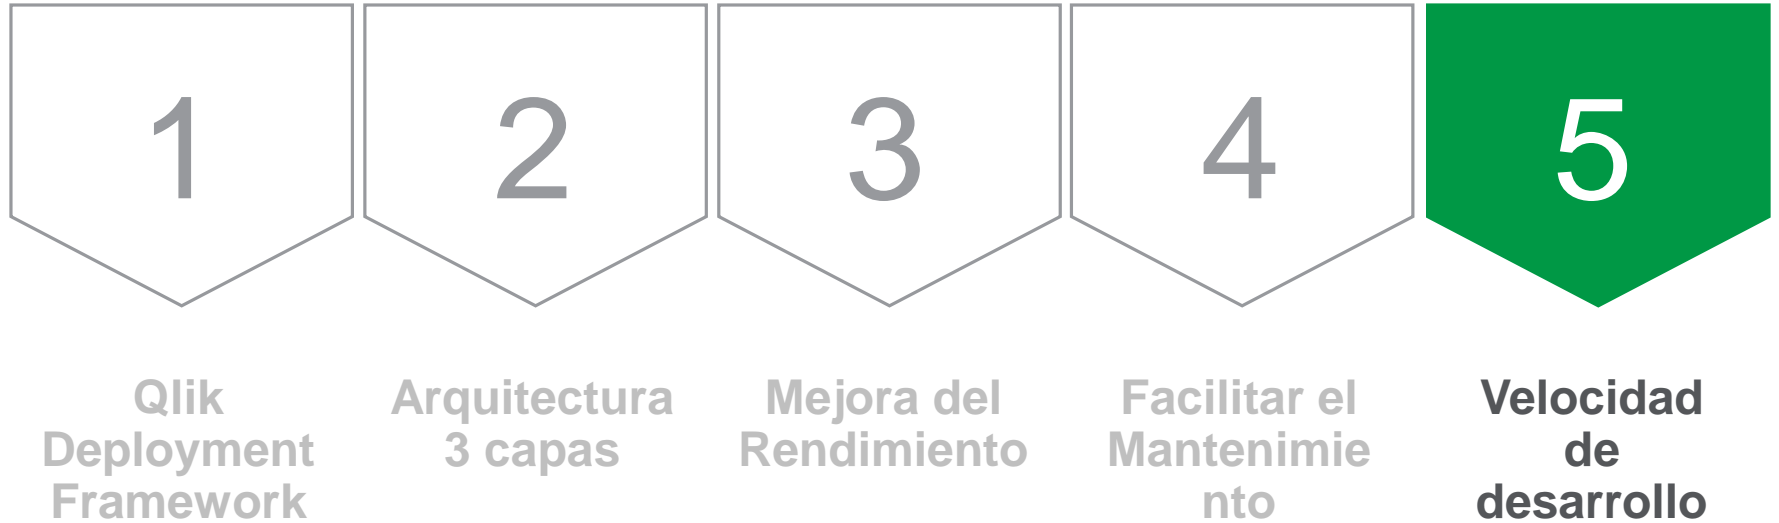 1
2
3
4
5
Qlik
Deployment
Framework
Arquitectura
3 capas
Mejora del
Rendimiento
Facilitar el
Mantenimie
nto
Velocidad
de
desarrollo